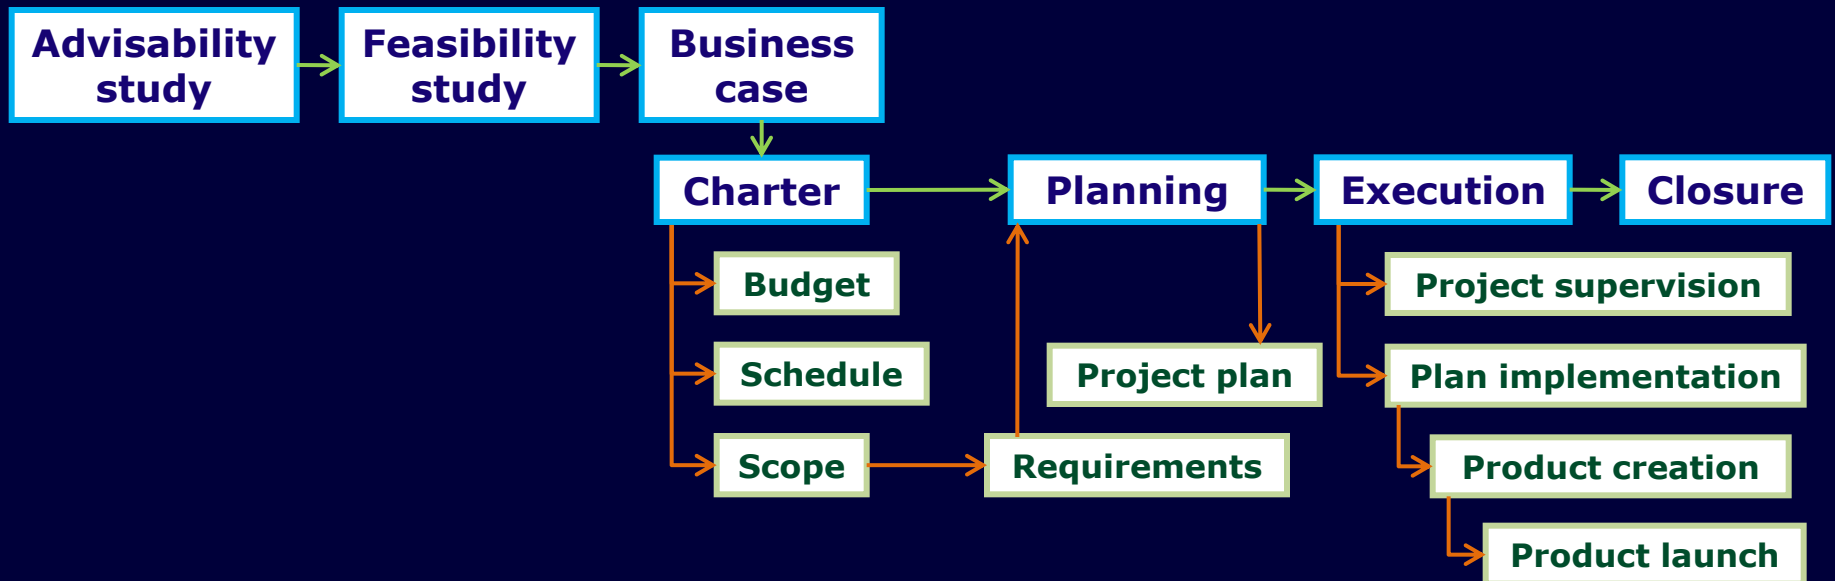 Advisability
study
Feasibility
study
Business
case
Charter
Planning
Execution
Closure
Budget
Project supervision
Schedule
Project plan
Plan implementation
Scope
Requirements
Product creation
Product launch